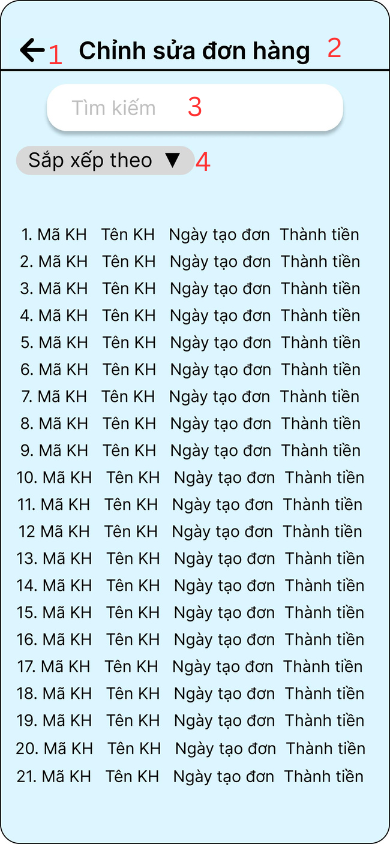 ← 1 Chỉnh sửa đơn hàng 2
Tìm kiếm 3
Sắp xếp theo ▼ 4
1. Mã KH Tên KH Ngày tạo đơn Thành tiền
2. Mã KH Tên KH Ngày tạo đơn Thành tiền
3. Mã KH Tên KH Ngày tạo đơn Thành tiền
4. Mã KH Tên KH Ngày tạo đơn Thành tiền
5. Mã KH Tên KH Ngày tạo đơn Thành tiền
6. Mã KH Tên KH Ngày tạo đơn Thành tiền
7. Mã KH Tên KH Ngày tạo đơn Thành tiền
8. Mã KH Tên KH Ngày tạo đơn Thành tiền
9. Mã KH Tên KH Ngày tạo đơn Thành tiền
10. Mã KH Tên KH Ngày tạo đơn Thành tiền
11. Mã KH Tên KH Ngày tạo đơn Thành tiền
12 Mã KH Tên KH Ngày tạo đơn Thành tiền
13. Mã KH Tên KH Ngày tạo đơn Thành tiền
14. Mã KH Tên KH Ngày tạo đơn Thành tiền
15. Mã KH Tên KH Ngày tạo đơn Thành tiền
16. Mã KH Tên KH Ngày tạo đơn Thành tiền
17. Mã KH Tên KH Ngày tạo đơn Thành tiền
18. Mã KH Tên KH Ngày tạo đơn Thành tiền
19. Mã KH Tên KH Ngày tạo đơn Thành tiền
20. Mã KH Tên KH Ngày tạo đơn Thành tiền
21. Mã KH Tên KH Ngày tạo đơn Thành tiền